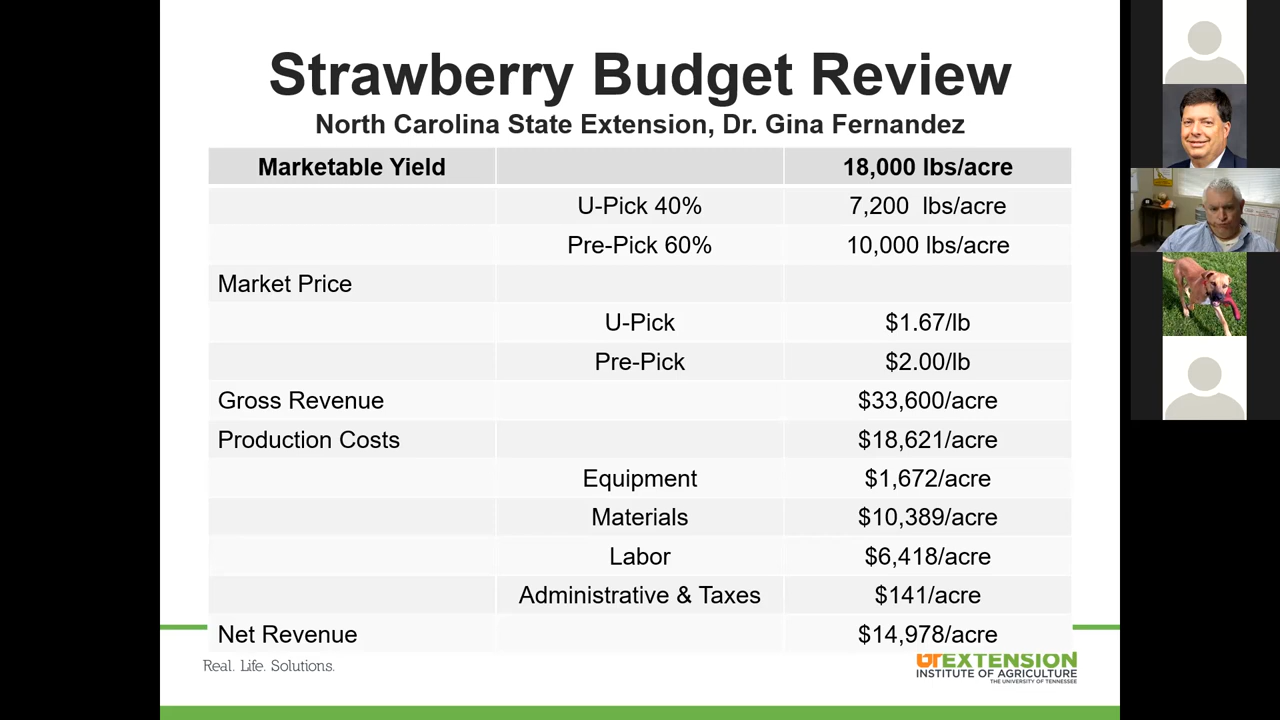 Strawberry Budget Review
North Carolina State Extension, Dr. Gina Fernandez
Marketable Yield 18,000 lbs/acre
U-Pick 40% 7,200 lbs/acre
Pre-Pick 60% 10,000 lbs/acre
Market Price
U-Pick $1.67/lb
Pre-Pick $2.00/lb
Gross Revenue $33,600/acre
Production Costs $18,621/acre
Equipment $1,672/acre
Materials $10,389/acre
Labor $6,418/acre
Administrative & Taxes $141/acre
Net Revenue $14,978/acre
Real. Life. Solutions.
UTEXTENSION
INSTITUTE OF AGRICULTURE
THE UNIVERSITY OF TENNESSEE